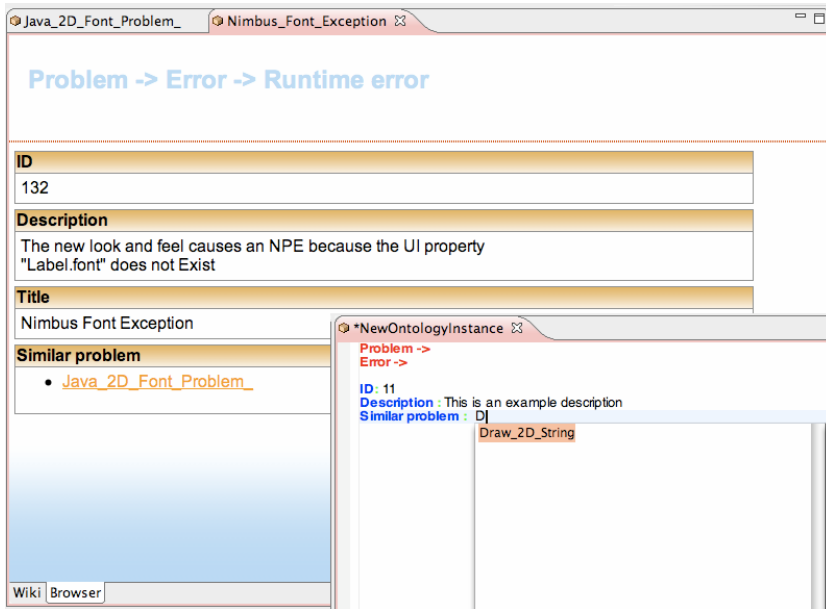 Java_2D_Font_Problem_ Nimbus_Font_Exception
Problem -> Error -> Runtime error
ID
132
Description
The new look and feel causes an NPE because the UI property
"Label.font" does not Exist
Title
Nimbus Font Exception
Similar problem
Java_2D_Font_Problem_
*NewOntologyInstance
Problem ->
Error ->
ID: 11
Description : This is an example description
Similar problem : D
Draw_2D_String
Wiki Browser